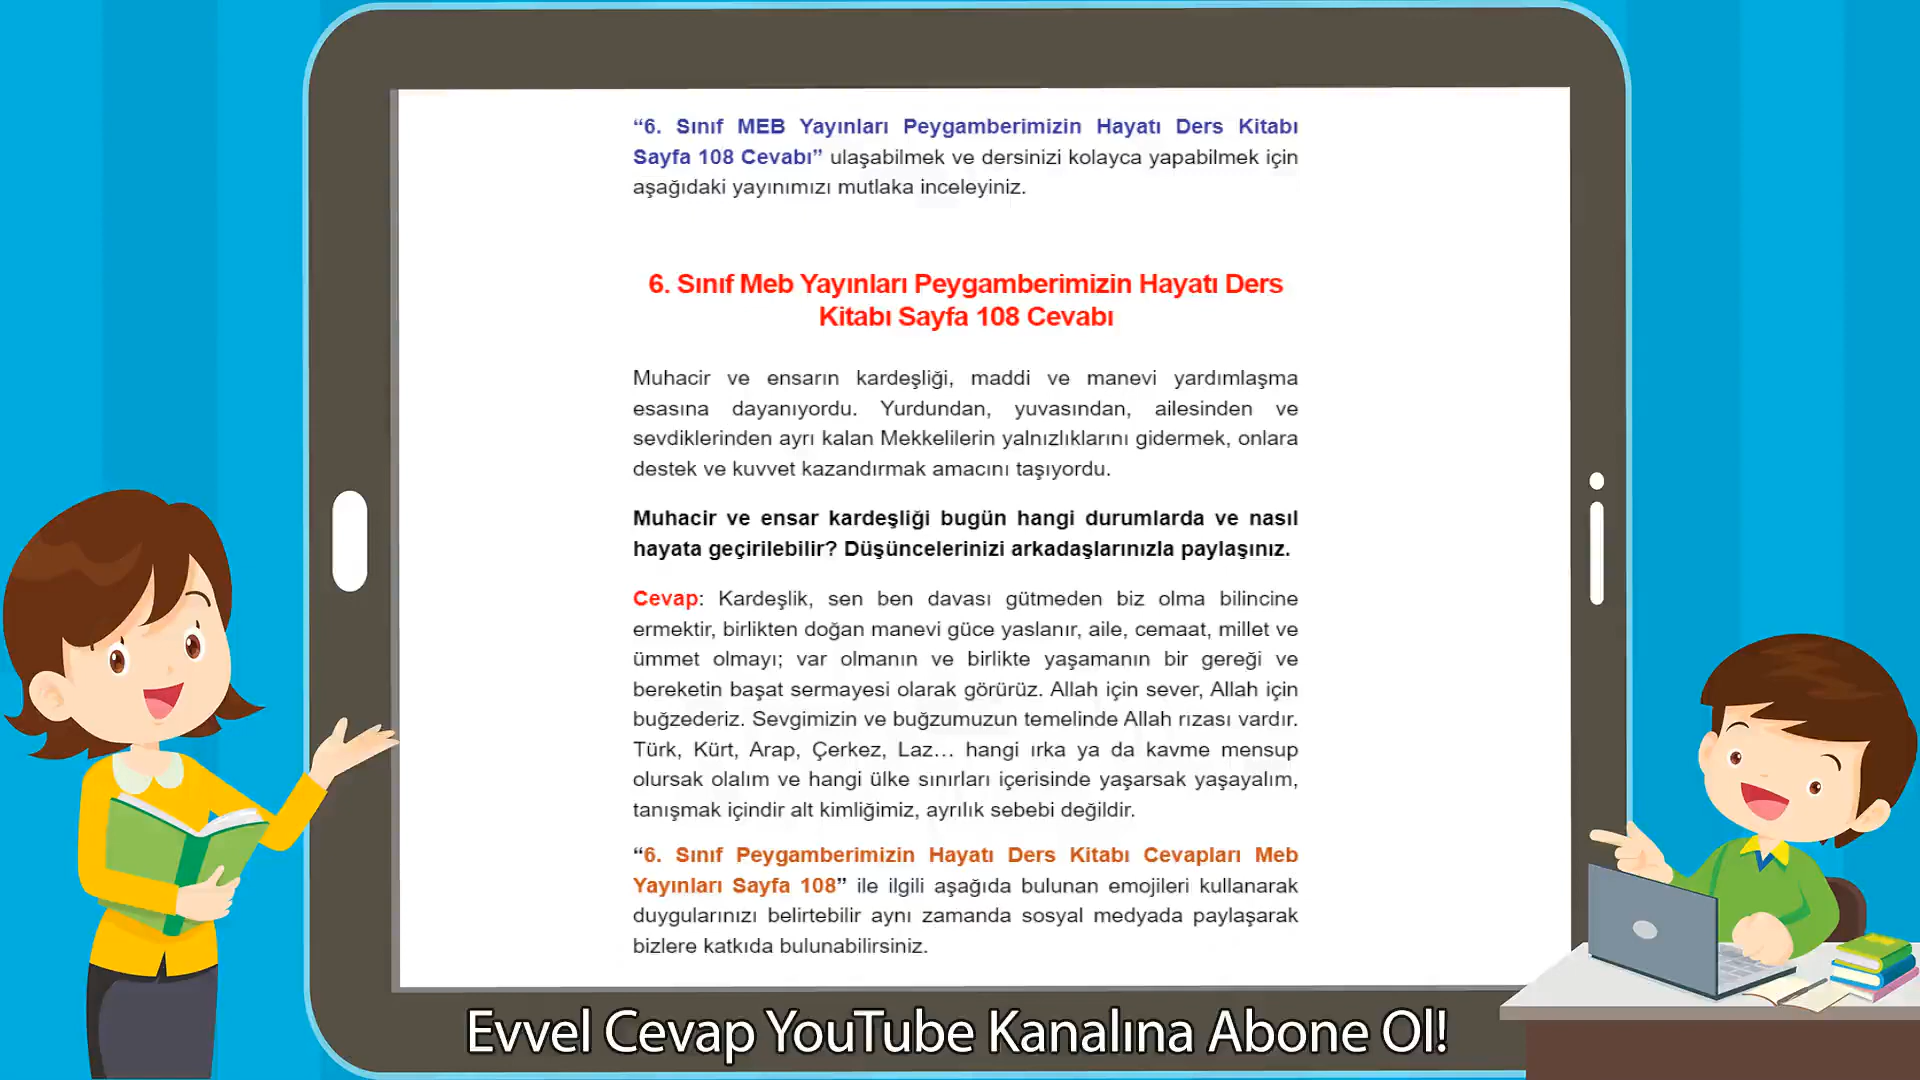 “6. Sınıf MEB Yayınları Peygamberimizin Hayatı Ders Kitabı
Sayfa 108 Cevabı” ulaşabilmek ve dersinizi kolayca yapabilmek için
aşağıdaki yayınımızı mutlaka inceleyiniz.
6. Sınıf Meb Yayınları Peygamberimizin Hayatı Ders
Kitabı Sayfa 108 Cevabı
Muhacir ve ensarın kardeşliği, maddi ve manevi yardımlaşma
esasına dayanıyordu. Yurdundan, yuvasından, ailesinden ve
sevdiklerinden ayrı kalan Mekkelilerin yalnızlıklarını gidermek, onlara
destek ve kuvvet kazandırmak amacını taşıyordu.
Muhacir ve ensar kardeşliği bugün hangi durumlarda ve nasıl
hayata geçirilebilir? Düşüncelerinizi arkadaşlarınızla paylaşınız.
Cevap: Kardeşlik, sen ben davası gütmeden biz olma bilincine
ermektir, birlikten doğan manevi güce yaslanır, aile, cemaat, millet ve
ümmet olmayı; var olmanın ve birlikte yaşamanın bir gereği ve
bereketin başat sermayesi olarak görürüz. Allah için sever, Allah için
buğzederiz. Sevgimizin ve buğzumuzun temelinde Allah rızası vardır.
Türk, Kürt, Arap, Çerkez, Laz… hangi ırka ya da kavme mensup
olursak olalım ve hangi ülke sınırları içerisinde yaşarsak yaşayalım,
tanışmak içindir alt kimliğimiz, ayrılık sebebi değildir.
“6. Sınıf Peygamberimizin Hayatı Ders Kitabı Cevapları Meb
Yayınları Sayfa 108” ile ilgili aşağıda bulunan emojileri kullanarak
duygularınızı belirtebilir aynı zamanda sosyal medyada paylaşarak
bizlere katkıda bulunabilirsiniz.
Evvel Cevap YouTube Kanalına Abone Ol!